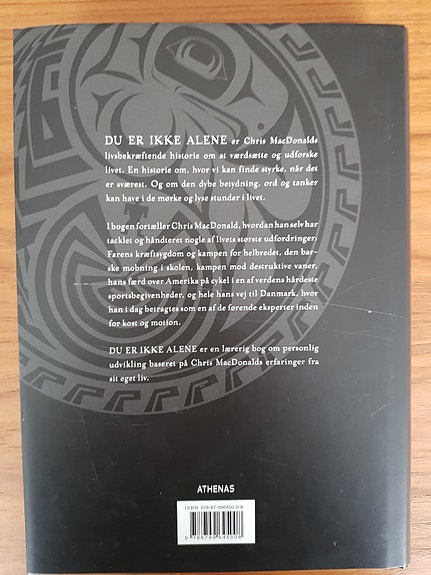 DU ER IKKE ALENE er Chris MacDonalds
livsbekræftende historie om at værdsætte og udforske
livet. En historie om, hvor vi kan finde styrke, når det
er sværest. Og om den dybe betydning, ord og tanker
kan have i de mørke og lyse stunder i livet.
I bogen fortæller Chris MacDonald, hvordan han selv har
tacklet og håndteret nogle af livets største udfordringer:
Farens kræftsygdom og kampen for helbredet, den bar-
ske mobning i skolen, kampen mod destruktive vaner,
hans færd over Amerika på cykel i en af verdens hårdeste
sportsbegivenheder, og hele hans vej til Danmark, hvor
han i dag betragtes som en af de førende eksperter inden
for kost og motion.
DU ER IKKE ALENE er en lærerig bog om personlig
udvikling baseret på Chris MacDonalds erfaringer fra
sit eget liv.
ATHENAS